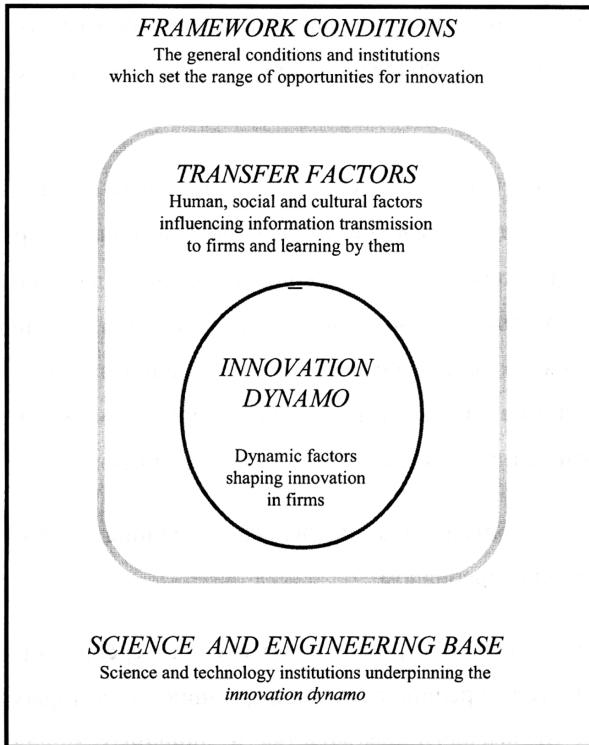 FRAMEWORK CONDITIONS
The general conditions and institutions
which set the range of opportunities for innovation
TRANSFER FACTORS
Human, social and cultural factors
influencing information transmission
to firms and learning by them
INNOVATION
DYNAMO
Dynamic factors
shaping innovation
in firms
SCIENCE AND ENGINEERING BASE
Science and technology institutions underpinning the
innovation dynamo